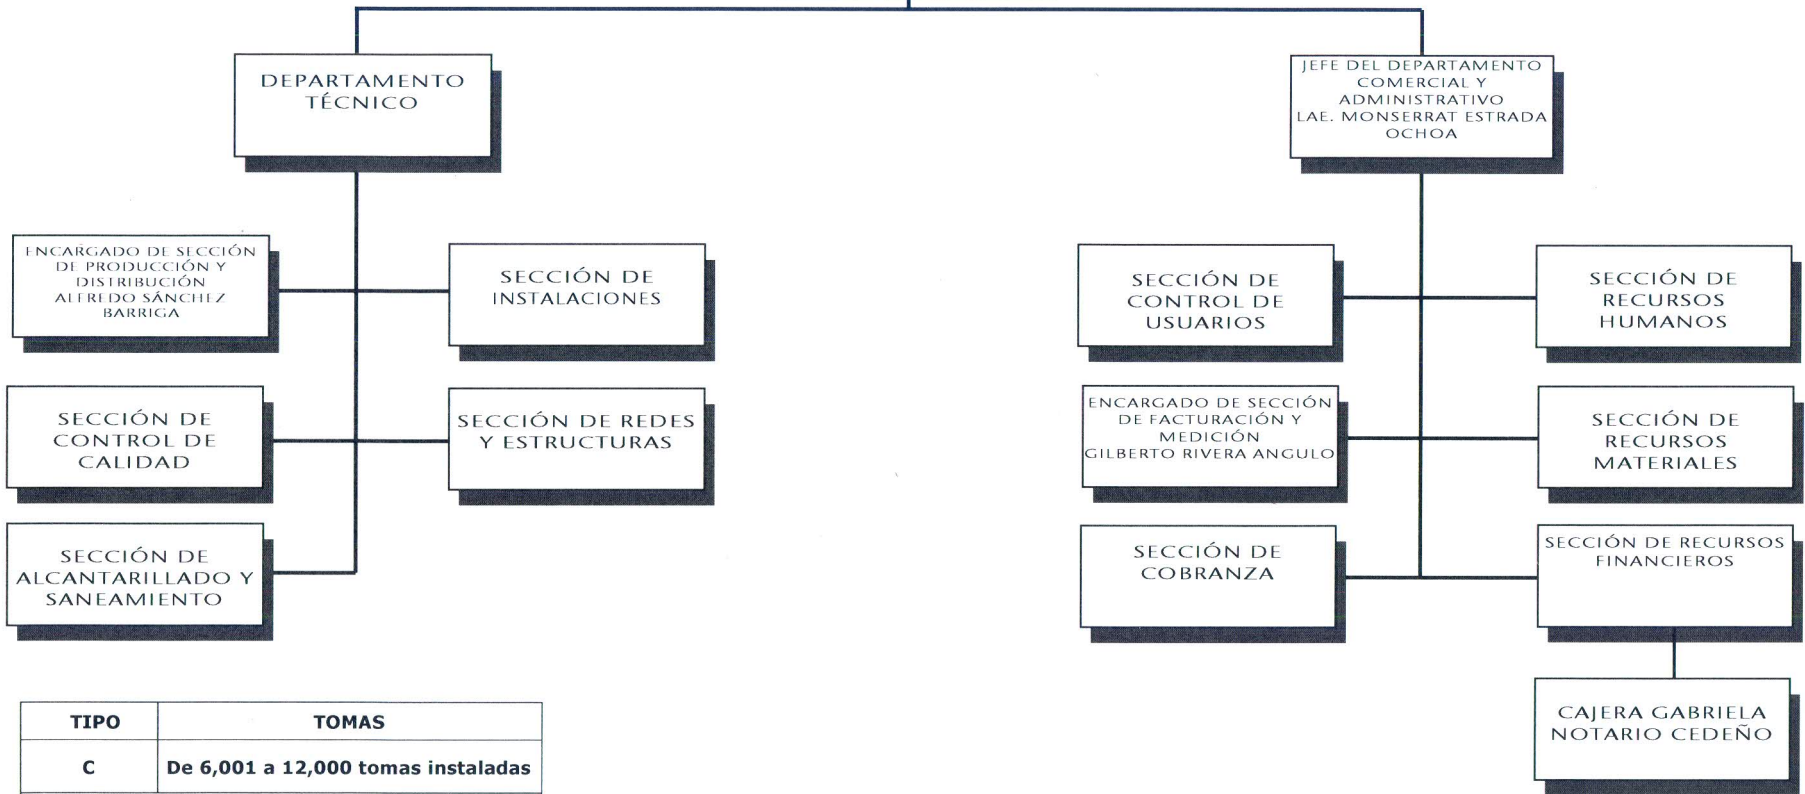 DEPARTAMENTO
TÉCNICO
JEFE DEL DEPARTAMENTO
COMERCIAL Y
ADMINISTRATIVO
LAE. MONSERRAT ESTRADA
OCHOA
ENCARGADO DE SECCIÓN
DE PRODUCCIÓN Y
DISTRIBUCIÓN
ALFREDO SÁNCHEZ
BARRIGA
SECCIÓN DE
INSTALACIONES
SECCIÓN DE
CONTROL DE
USUARIOS
SECCIÓN DE
RECURSOS
HUMANOS
SECCIÓN DE
CONTROL DE
CALIDAD
SECCIÓN DE REDES
Y ESTRUCTURAS
ENCARGADO DE SECCIÓN
DE FACTURACIÓN Y
MEDICIÓN
GILBERTO RIVERA ANGULO
SECCIÓN DE
RECURSOS
MATERIALES
SECCIÓN DE
ALCANTARILLADO Y
SANEAMIENTO
SECCIÓN DE
COBRANZA
SECCIÓN DE RECURSOS
FINANCIEROS
CAJERA GABRIELA
NOTARIO CEDEÑO
TIPO TOMAS
C De 6,001 a 12,000 tomas instaladas